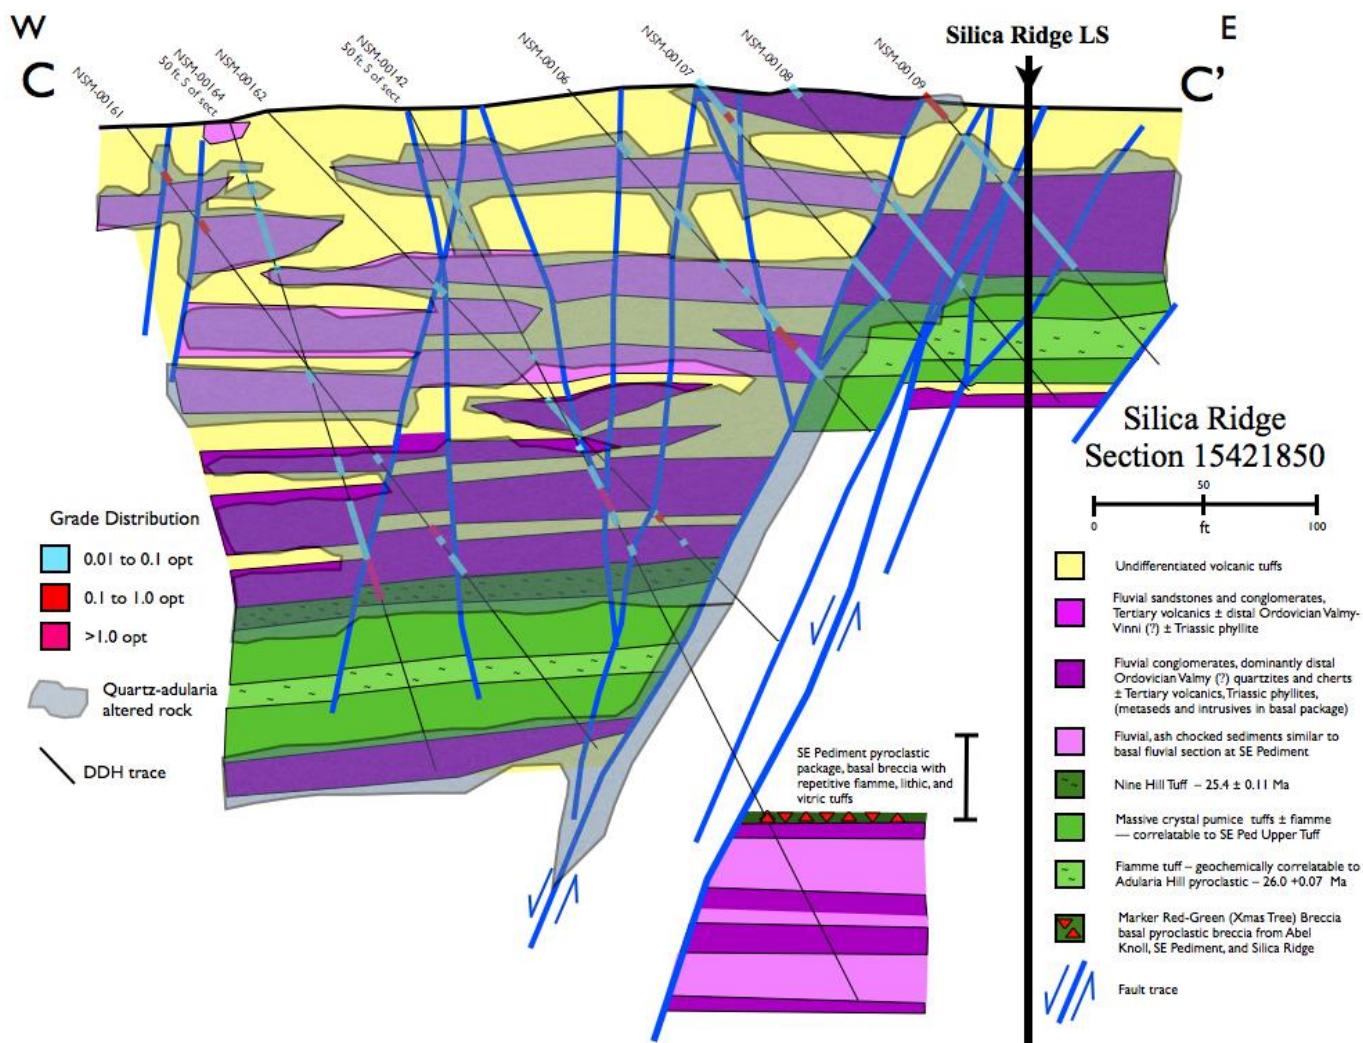 W
E
C
C'
NSM-00161
NSM-00164
50 ft. S of sect
NSM-00162
NSM-00142
50 ft. S of sect
NSM-00106
NSM-00107
NSM-00108
NSM-00109
Silica Ridge LS
Silica Ridge
Section 15421850
50
0
ft
100
Grade Distribution
0.01 to 0.1 opt
0.1 to 1.0 opt
>1.0 opt
Quartz-adularia
altered rock
DDH trace
SE Pediment pyroclastic
package, basal breccia with
repetitive fiamme, lithic, and
vitric tuffs
Undifferentiated volcanic tuffs
Fluvial sandstones and conglomerates,
Tertiary volcanics ± distal Ordovician Valmy-
Vinni (?) ± Triassic phyllite
Fluvial conglomerates, dominantly distal
Ordovician Valmy (?) quartzites and cherts
± Tertiary volcanics, Triassic phyllites,
(metaseds and intrusives in basal package)
Fluvial, ash chocked sediments similar to
basal fluvial section at SE Pediment
Nine Hill Tuff – 25.4 ± 0.11 Ma
Massive crystal pumice tuffs ± fiamme
— correlatable to SE Ped Upper Tuff
Fiamme tuff – geochemically correlatable to
Adularia Hill pyroclastic – 26.0 +0.07 Ma
Marker Red-Green (Xmas Tree) Breccia
basal pyroclastic breccia from Abel
Knoll, SE Pediment, and Silica Ridge
Fault trace